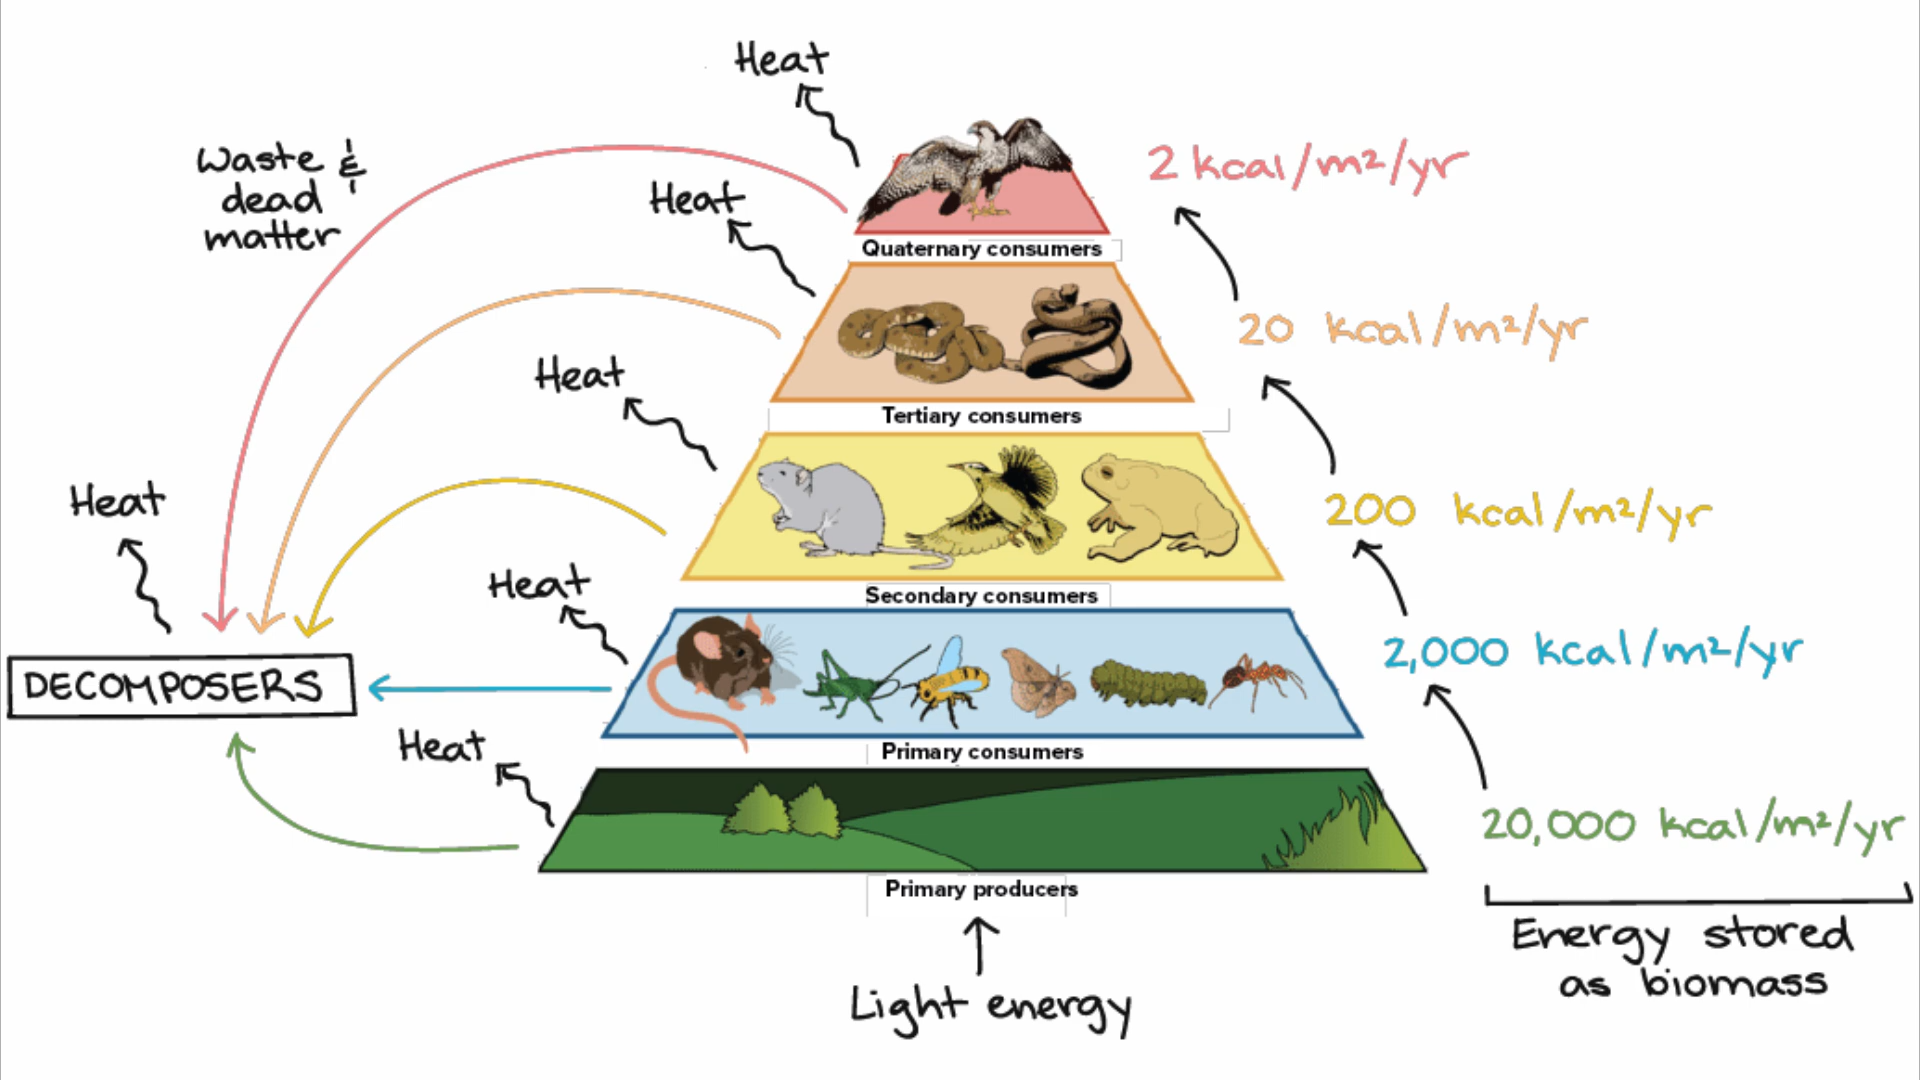 Heat
Waste &
dead
matter
2 kcal/m²/yr
Heat
Quaternary consumers
20 kcal/m²/yr
Heat
Tertiary consumers
Heat
200 kcal/m²/yr
Heat
Secondary consumers
2,000 kcal/m²/yr
DECOMPOSERS
Heat
Primary consumers
20,000 kcal/m²/yr
Primary producers
Energy stored
as biomass
Light energy